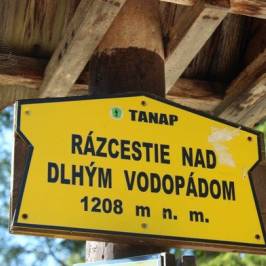 TANAP
RÁZCESTIE NAD
DLHÝM VODOPÁDOM
1208 m n. m.